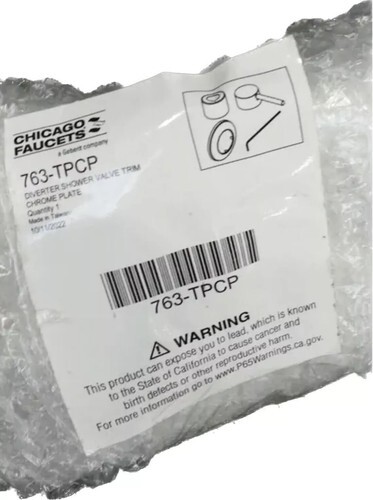 CHICAGO
FAUCETS
a Geberit company
763-TPCP
DIVERTER SHOWER VALVE TRIM
CHROME PLATE
Quantity 1
Made in Taiwan
10/11/2022
763-TPCP
WARNING
This product can expose you to lead, which is known
to the State of California to cause cancer and
birth defects or other reproductive harm.
For more information go to www.P65Warnings.ca.gov.